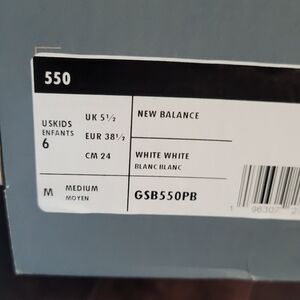 550
USKIDS
ENFANTS
6
UK 5½
EUR 38½
CM 24
NEW BALANCE
WHITE WHITE
BLANC BLANC
M
MEDIUM
MOYEN
GSB550PB